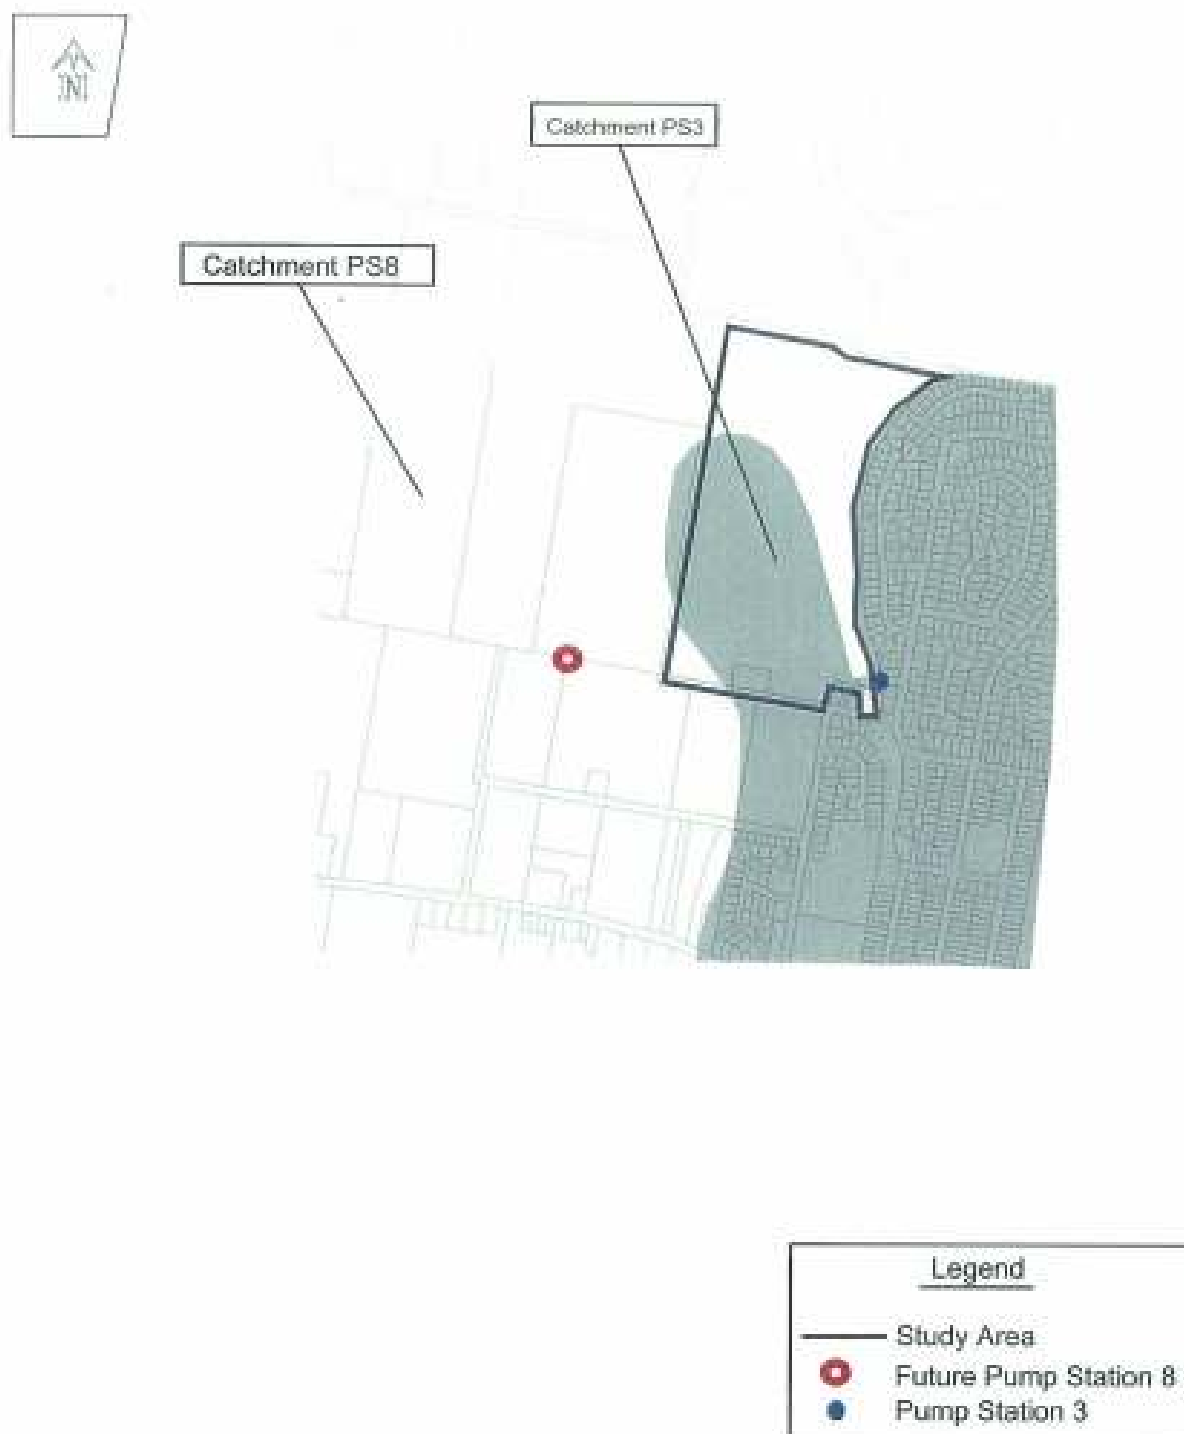 N
Catchment PS3
Catchment PS8
Legend
Study Area
Future Pump Station 8
Pump Station 3